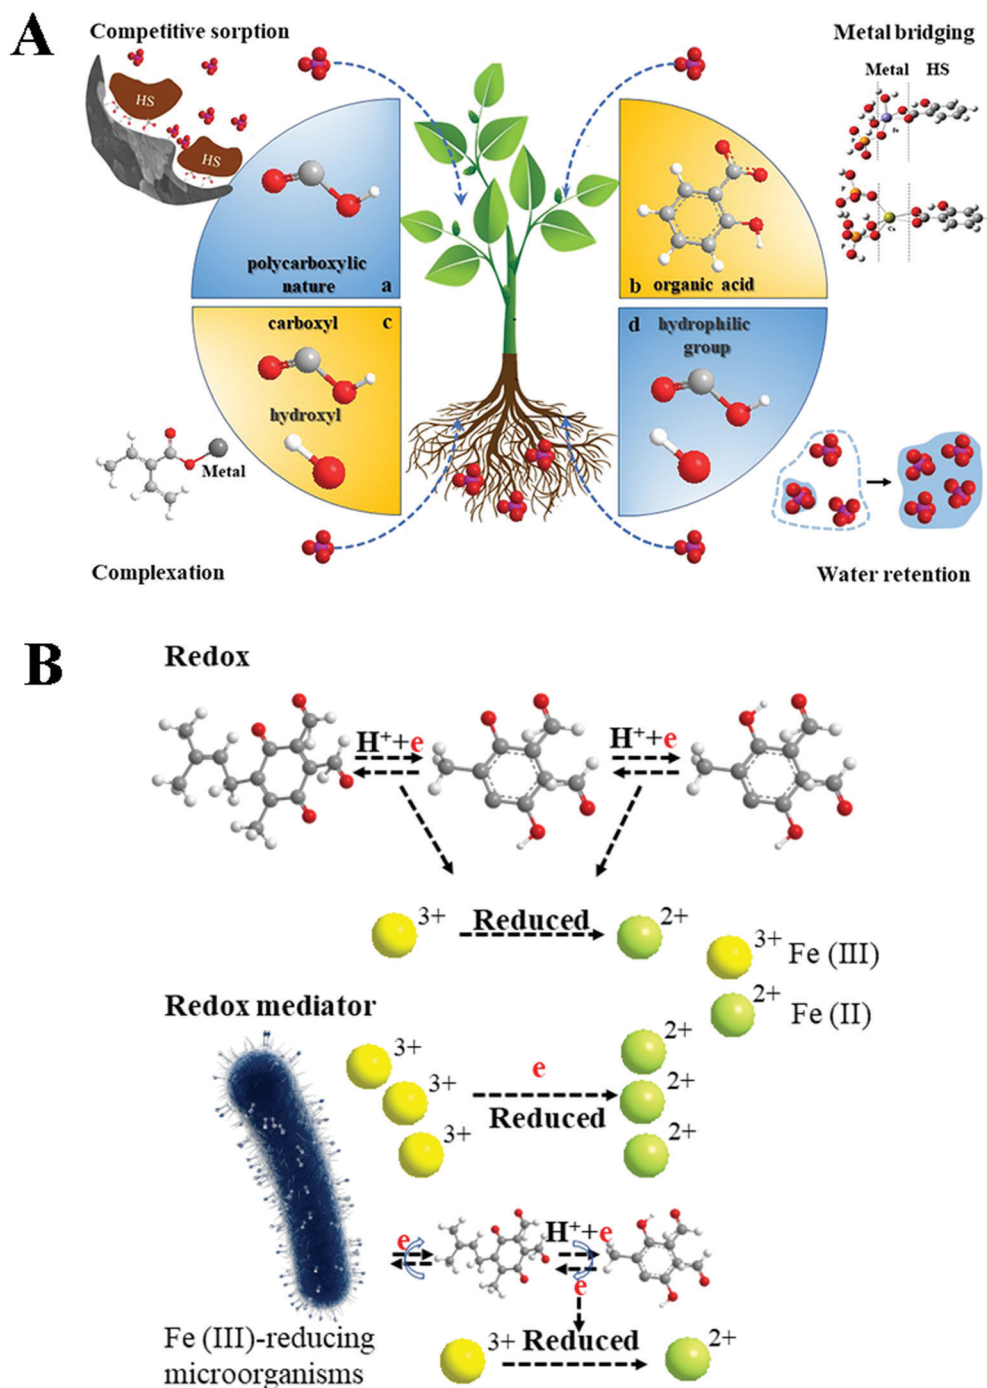 A
Competitive sorption
HS
HS
polycarboxylic
nature
a
b
organic acid
Metal bridging
Metal HS
Fe
P
P
Ca
P
carboxyl
c
hydroxyl
d
hydrophilic
group
Metal
Complexation
Water retention
B
Redox
H⁺+e
H⁺+e
3+
Reduced
2+
3+
Fe (III)
2+
Fe (II)
Redox mediator
3+
3+
3+
e
Reduced
2+
2+
2+
e
H⁺+e
e
Fe (III)-reducing
microorganisms
3+
Reduced
2+